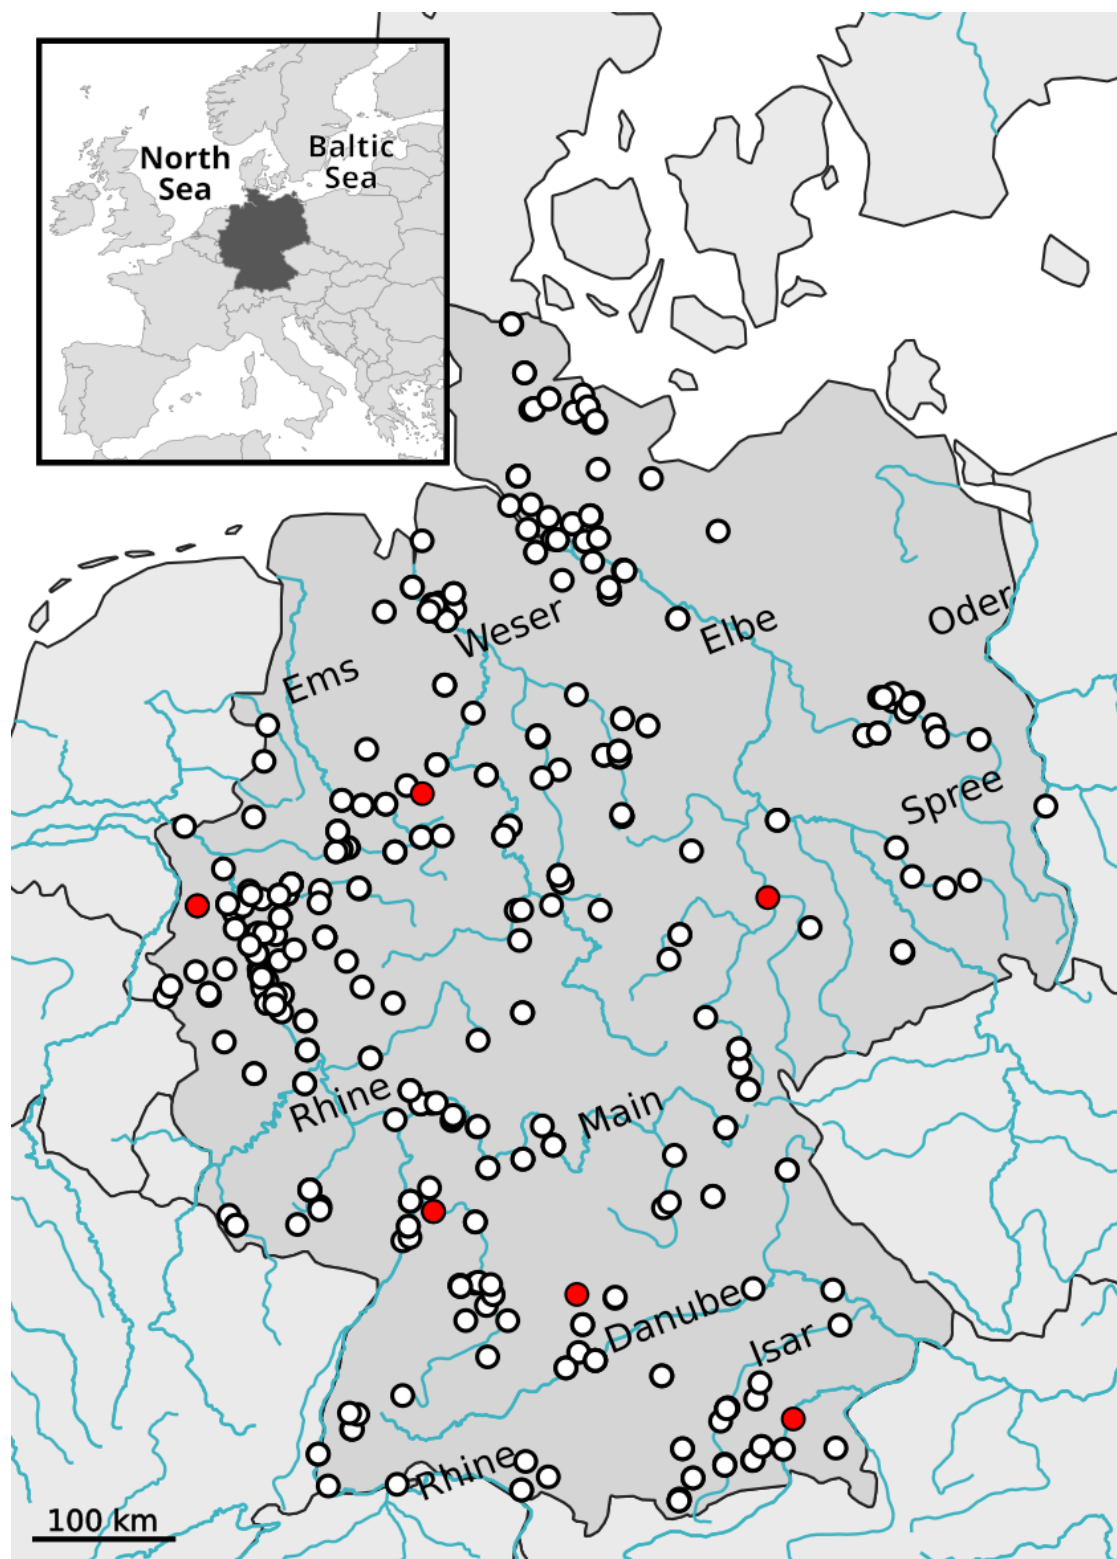 North
Sea
Baltic
Sea
Weser
Elbe
Oder
Ems
Spree
Rhine
Main
Danube
Isar
Rhine
100 km